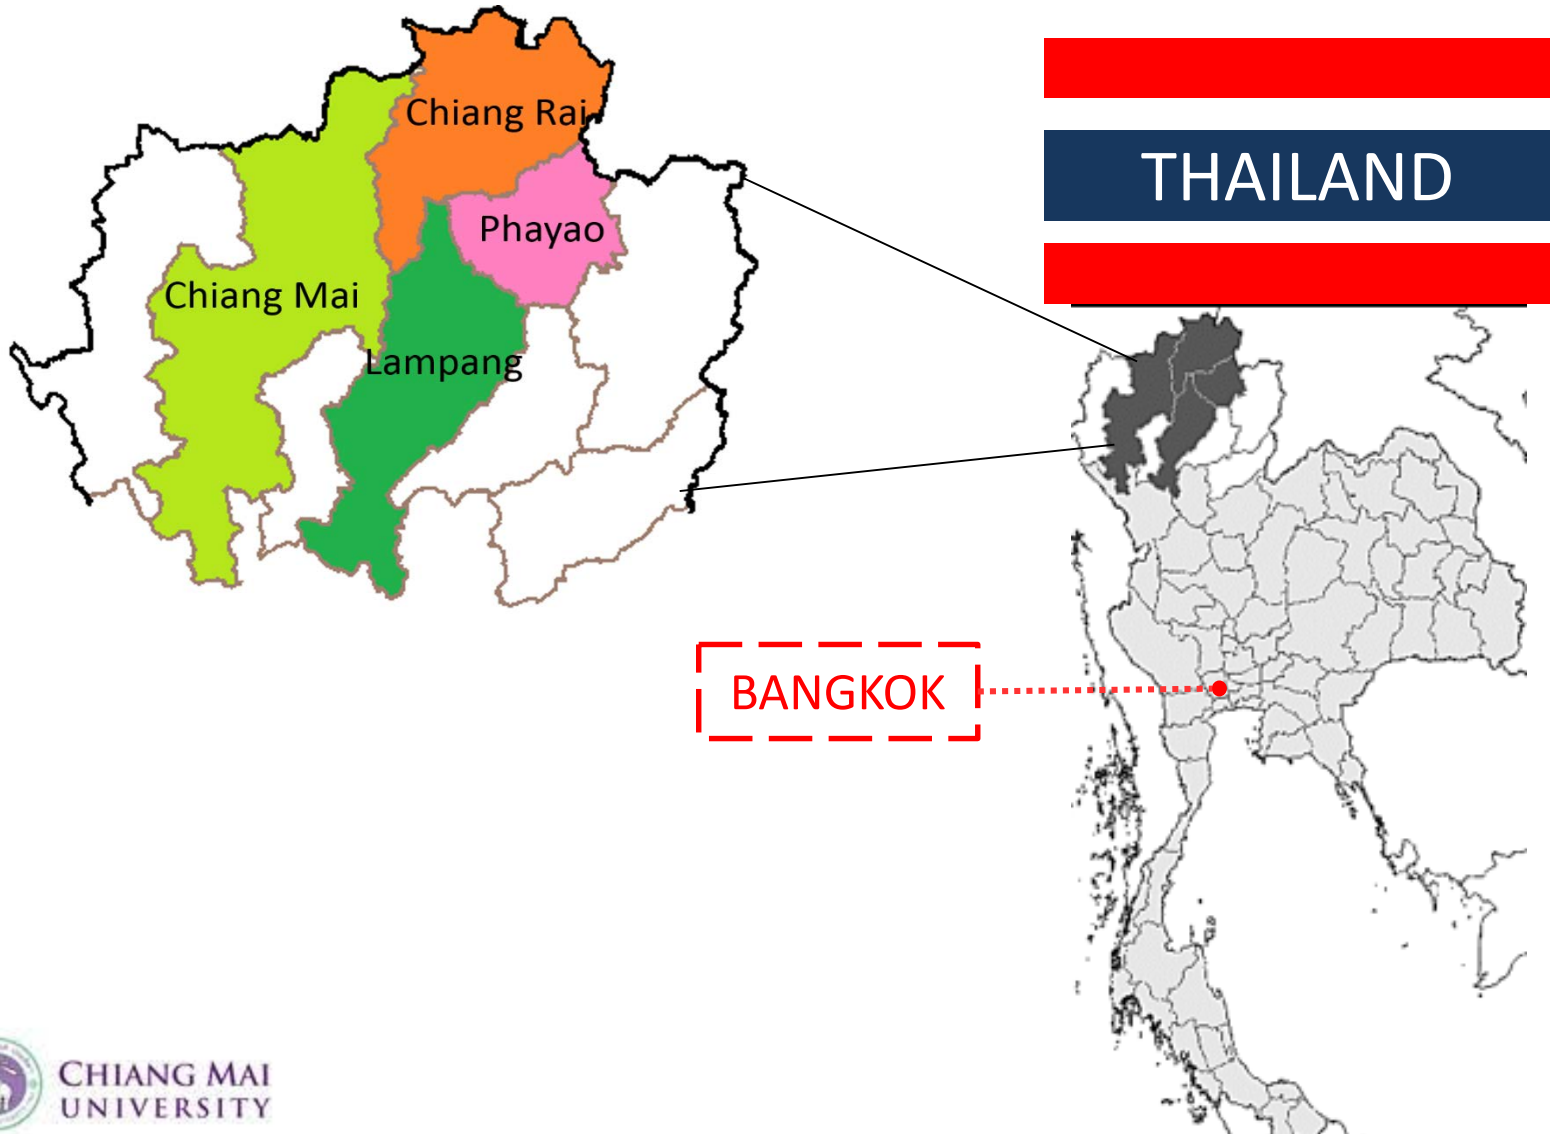 Chiang Rai
THAILAND
Phayao
Chiang Mai
Lampang
BANGKOK
CHIANG MAI
UNIVERSITY